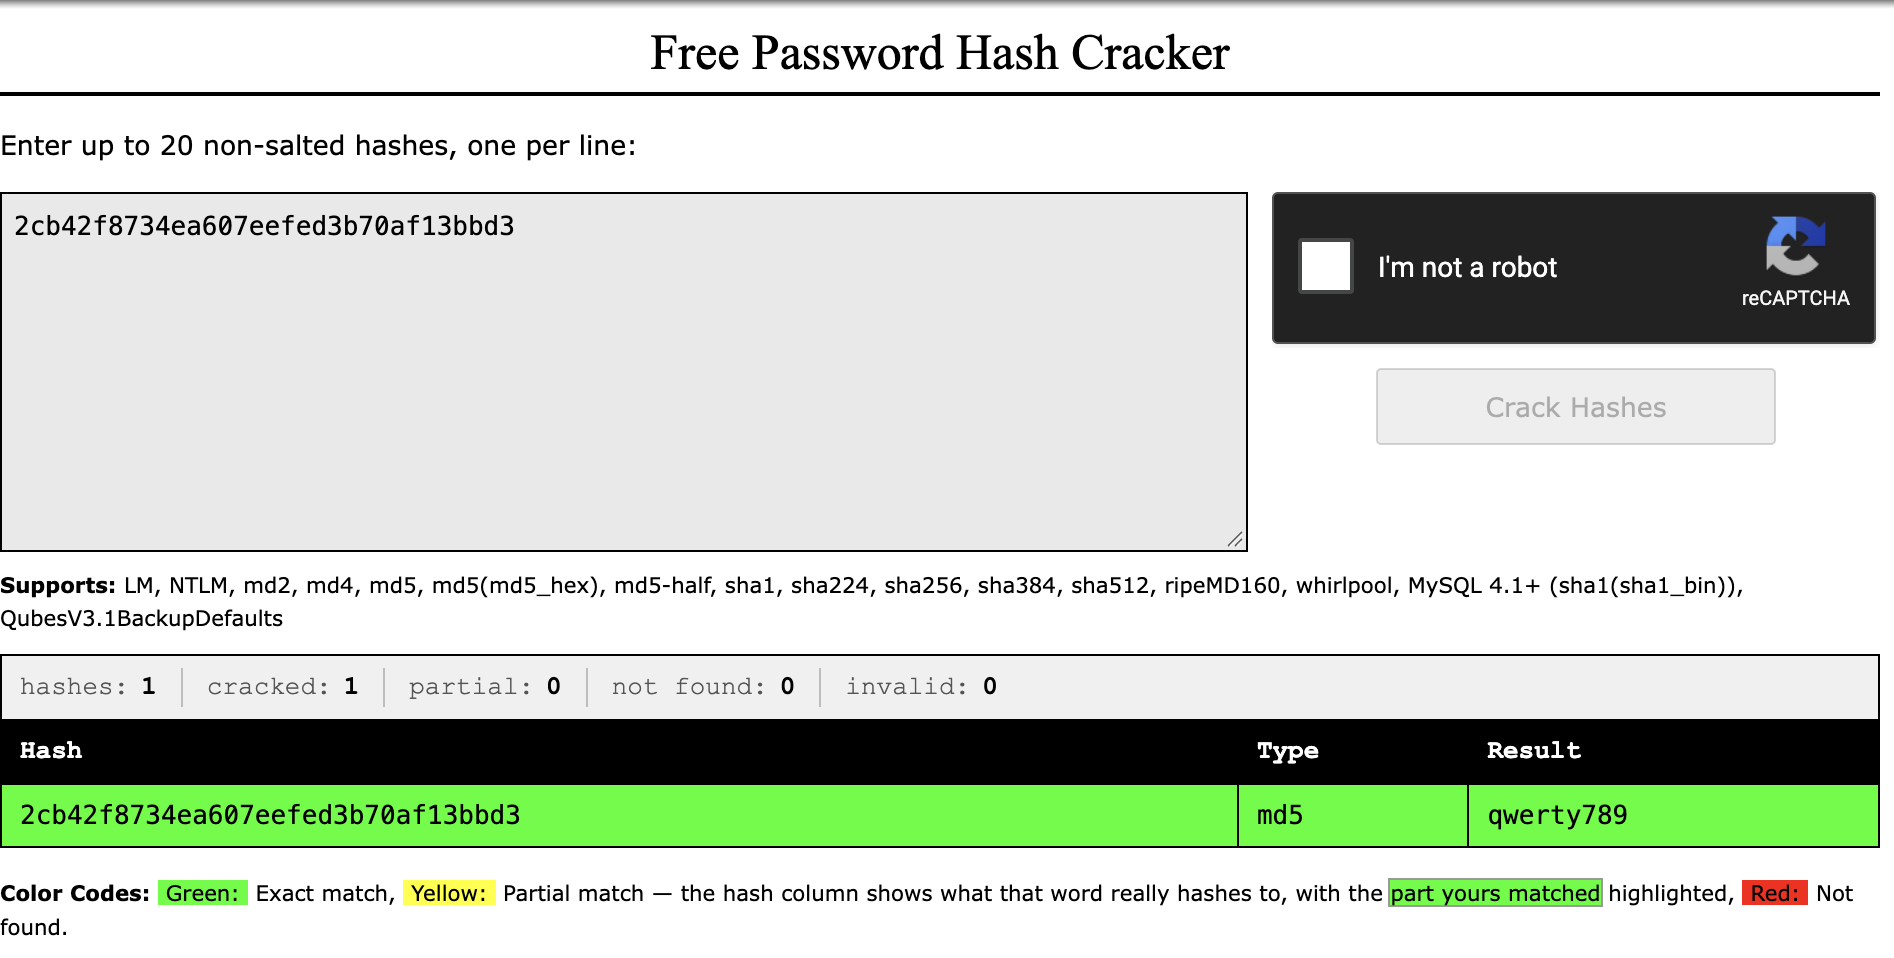 Free Password Hash Cracker
Enter up to 20 non-salted hashes, one per line:
2cb42f8734ea607eefed3b70af13bbd3
I'm not a robot
reCAPTCHA
Crack Hashes
Supports: LM, NTLM, md2, md4, md5, md5(md5_hex), md5-half, sha1, sha224, sha256, sha384, sha512, ripeMD160, whirlpool, MySQL 4.1+ (sha1(sha1_bin)),
QubesV3.1BackupDefaults
hashes: 1 cracked: 1 partial: 0 not found: 0 invalid: 0
Hash Type Result
2cb42f8734ea607eefed3b70af13bbd3 md5 qwerty789
Color Codes: Green: Exact match, Yellow: Partial match — the hash column shows what that word really hashes to, with the part yours matched highlighted, Red: Not
found.